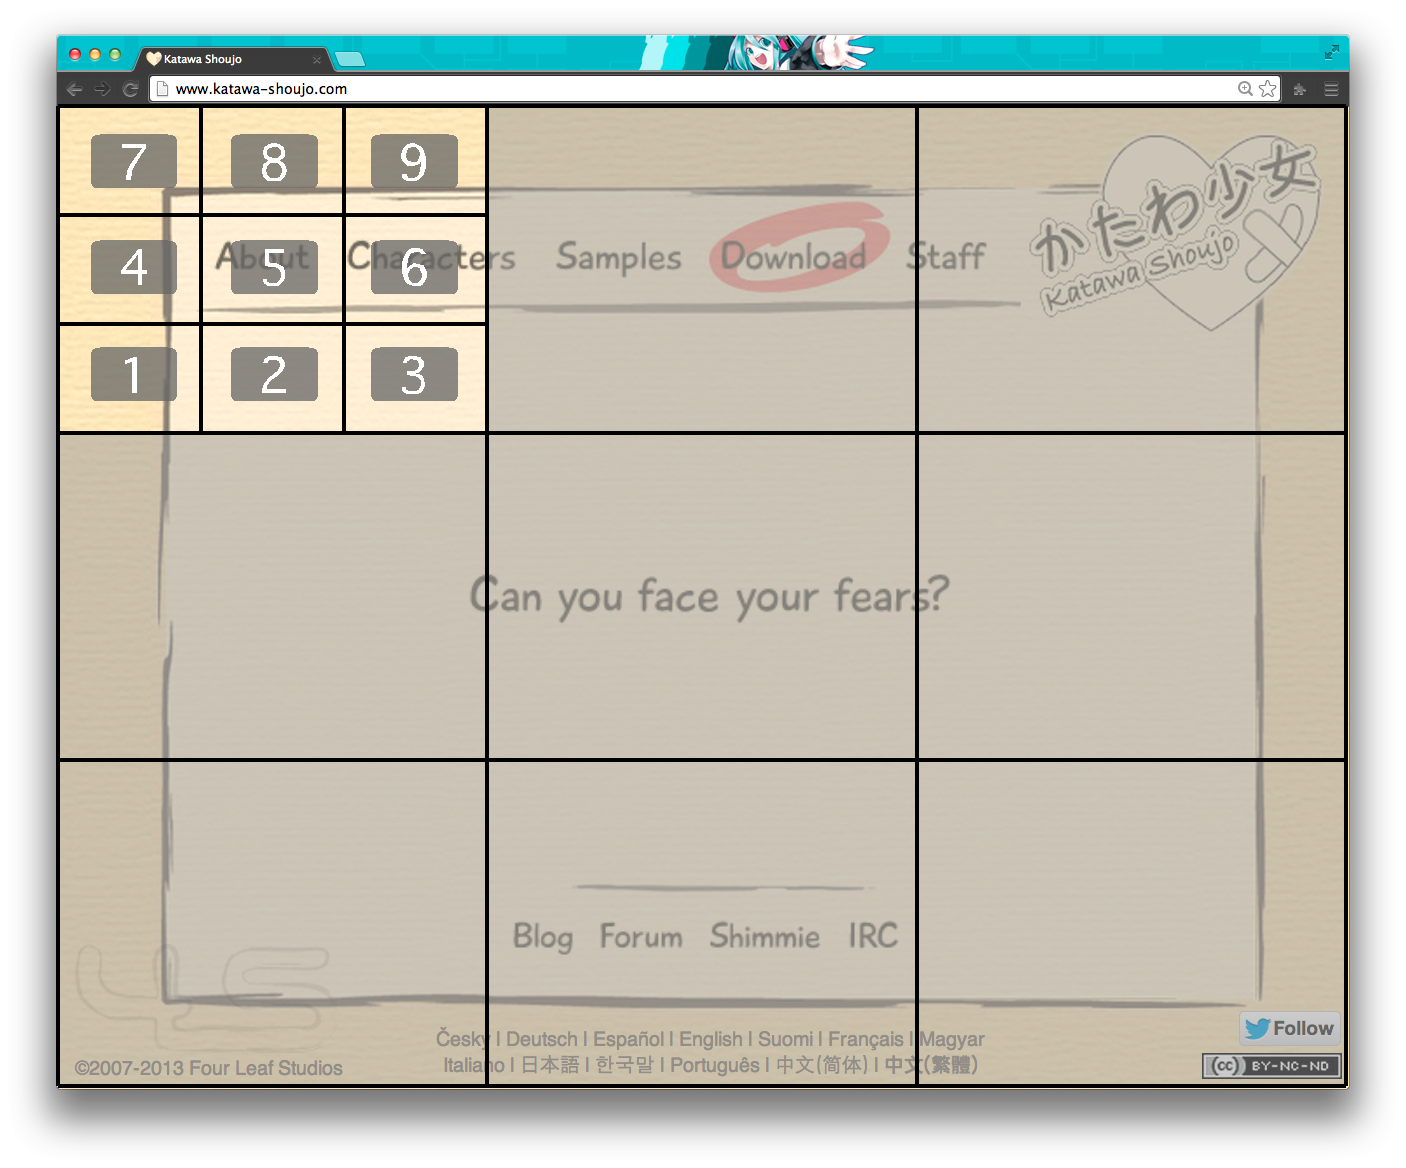 Katawa Shoujo
www.katawa-shoujo.com
7 8 9
かたわ少女
Katawa Shoujo
4 5 6
About Characters Samples Download Staff
1 2 3
Can you face your fears?
Blog Forum Shimmie IRC
4LS
Follow
Česky | Deutsch | Español | English | Suomi | Français | Magyar
Italiano | 日本語 | 한국말 | Português | 中文(简体) | 中文(繁體)
©2007-2013 Four Leaf Studios
cc BY-NC-ND